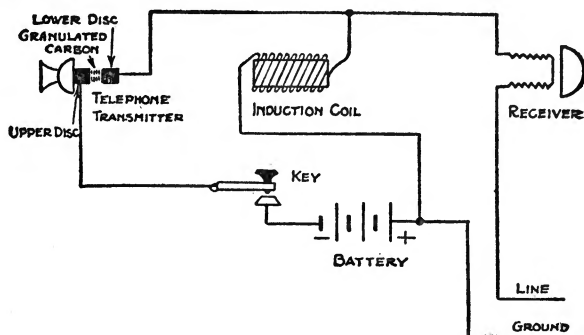 LOWER DISC
GRANULATED
CARBON
TELEPHONE
TRANSMITTER
UPPER DISC
INDUCTION COIL
RECEIVER
KEY
- +
BATTERY
LINE
GROUND